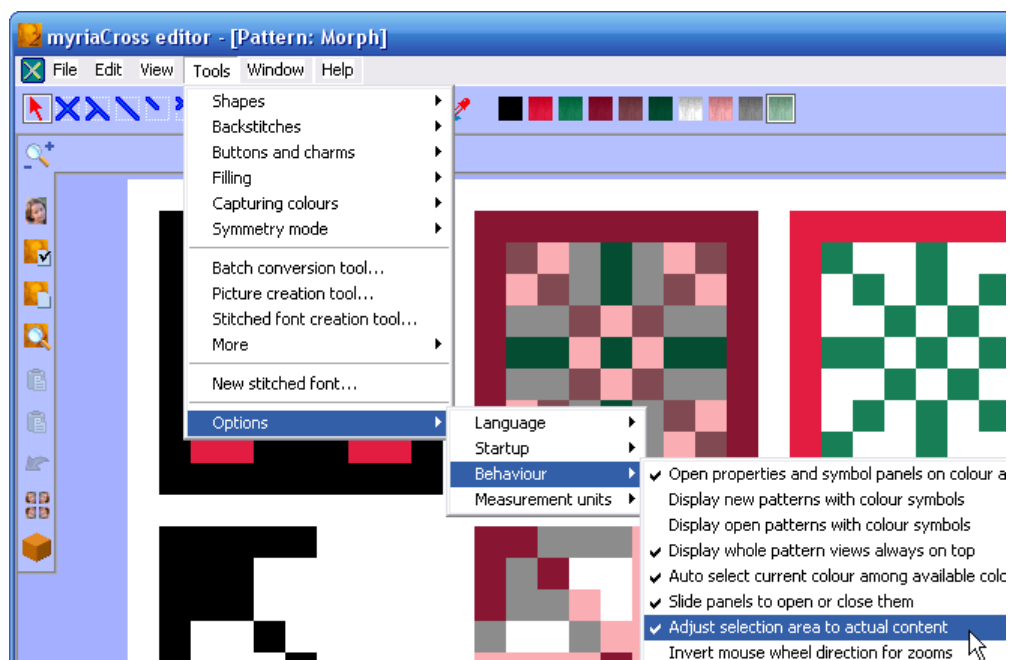 myriaCross editor - [Pattern: Morph]
File Edit View Tools Window Help
Shapes
Backstitches
Buttons and charms
Filling
Capturing colours
Symmetry mode
Batch conversion tool...
Picture creation tool...
Stitched font creation tool...
More
New stitched font...
Options
Language
Startup
Behaviour
Measurement units
Open properties and symbol panels on colour a
Display new patterns with colour symbols
Display open patterns with colour symbols
Display whole pattern views always on top
Auto select current colour among available colo
Slide panels to open or close them
Adjust selection area to actual content
Invert mouse wheel direction for zooms